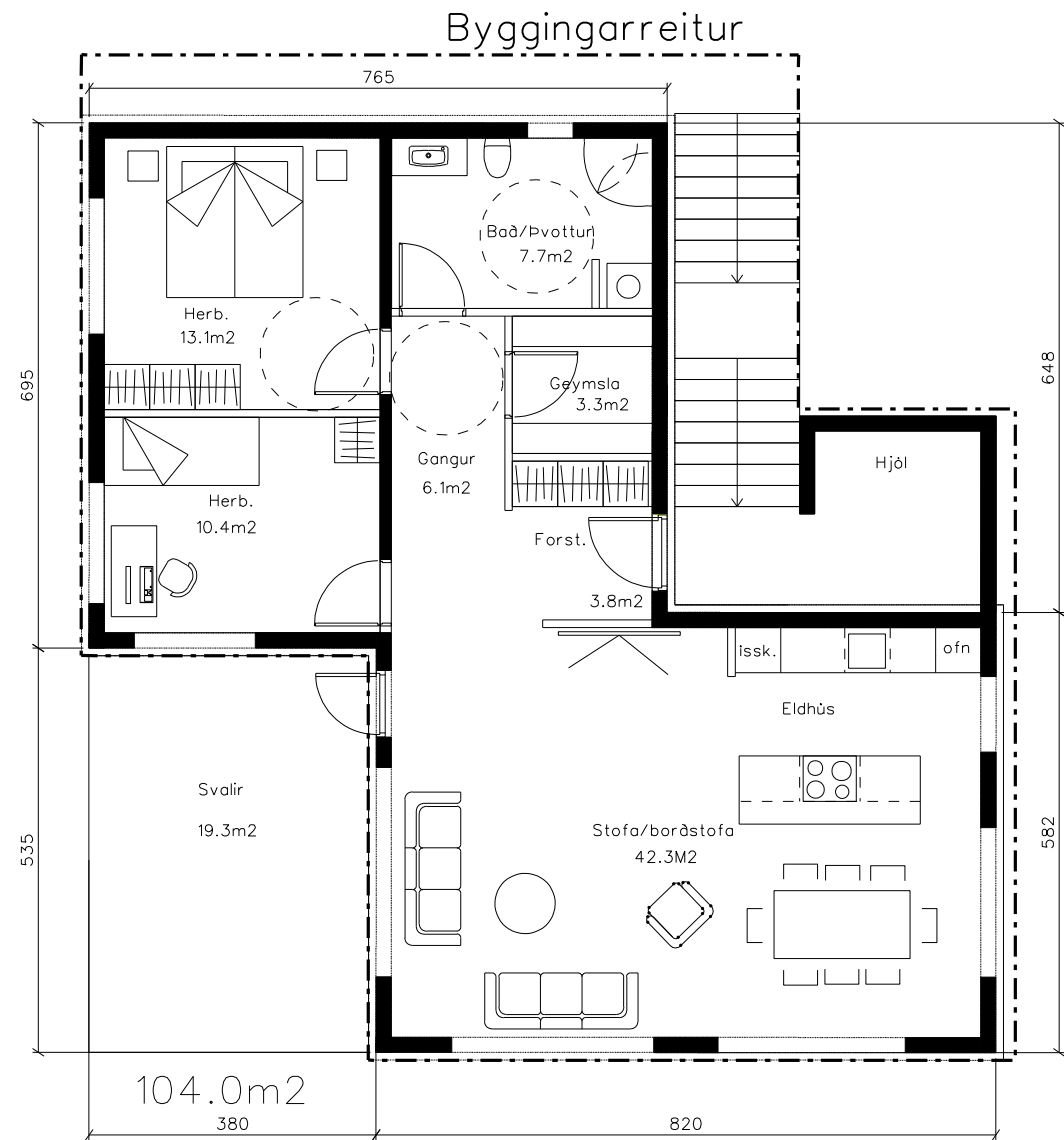 Byggingarreitur
765
Bað/Þvottur
7.7m2
Herb.
13.1m2
695
648
Geymsla
3.3m2
Gangur
6.1m2
Hjól
Herb.
10.4m2
Forst.
3.8m2
issk.
ofn
Eldhús
Svalir
19.3m2
Stofa/borðstofa
42.3M2
535
582
104.0m2
380
820